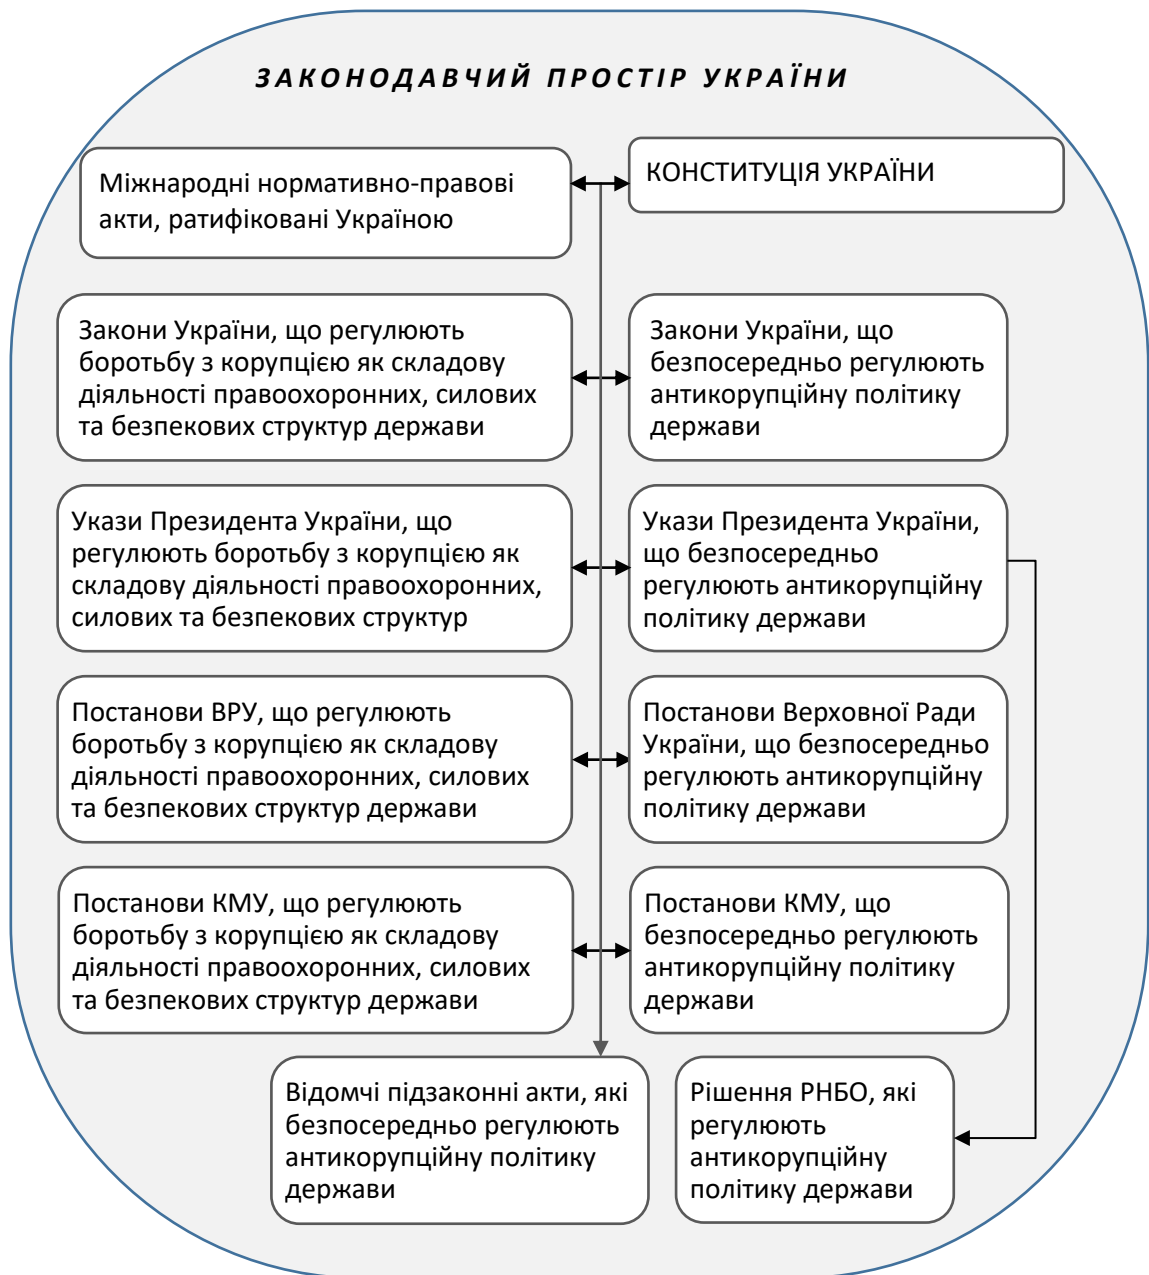 ЗАКОНОДАВЧИЙ ПРОСТІР УКРАЇНИ
Міжнародні нормативно-правові
акти, ратифіковані Україною
КОНСТИТУЦІЯ УКРАЇНИ
Закони України, що регулюють
боротьбу з корупцією як складову
діяльності правоохоронних, силових
та безпекових структур держави
Закони України, що
безпосередньо регулюють
антикорупційну політику
держави
Укази Президента України, що
регулюють боротьбу з корупцією як
складову діяльності правоохоронних,
силових та безпекових структур
Укази Президента України,
що безпосередньо
регулюють антикорупційну
політику держави
Постанови ВРУ, що регулюють
боротьбу з корупцією як складову
діяльності правоохоронних, силових
та безпекових структур держави
Постанови Верховної Ради
України, що безпосередньо
регулюють антикорупційну
політику держави
Постанови КМУ, що регулюють
боротьбу з корупцією як складову
діяльності правоохоронних, силових
та безпекових структур держави
Постанови КМУ, що
безпосередньо регулюють
антикорупційну політику
держави
Відомчі підзаконні акти, які
безпосередньо регулюють
антикорупційну політику
держави
Рішення РНБО, які
регулюють
антикорупційну
політику держави